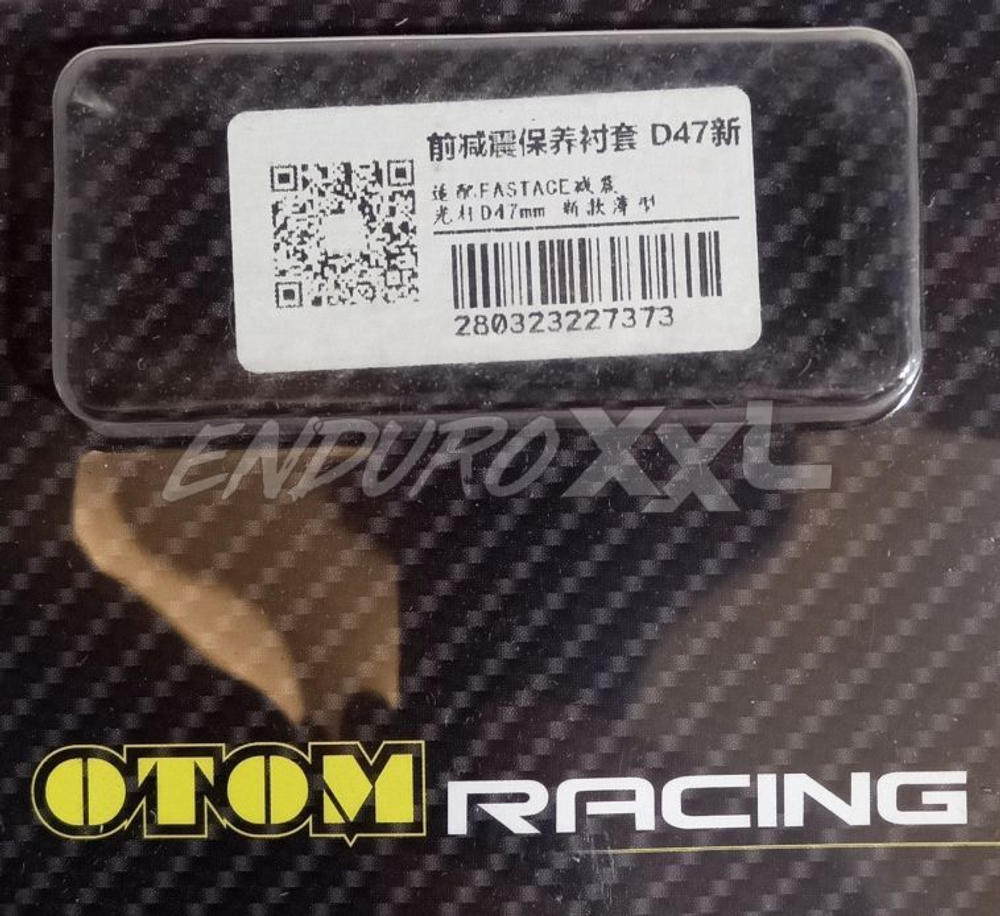 前减震保养衬套 D47新
适配FASTACE减震
光杆D47mm 新款薄型
280323227373
ENDURO XXL
OTOM RACING